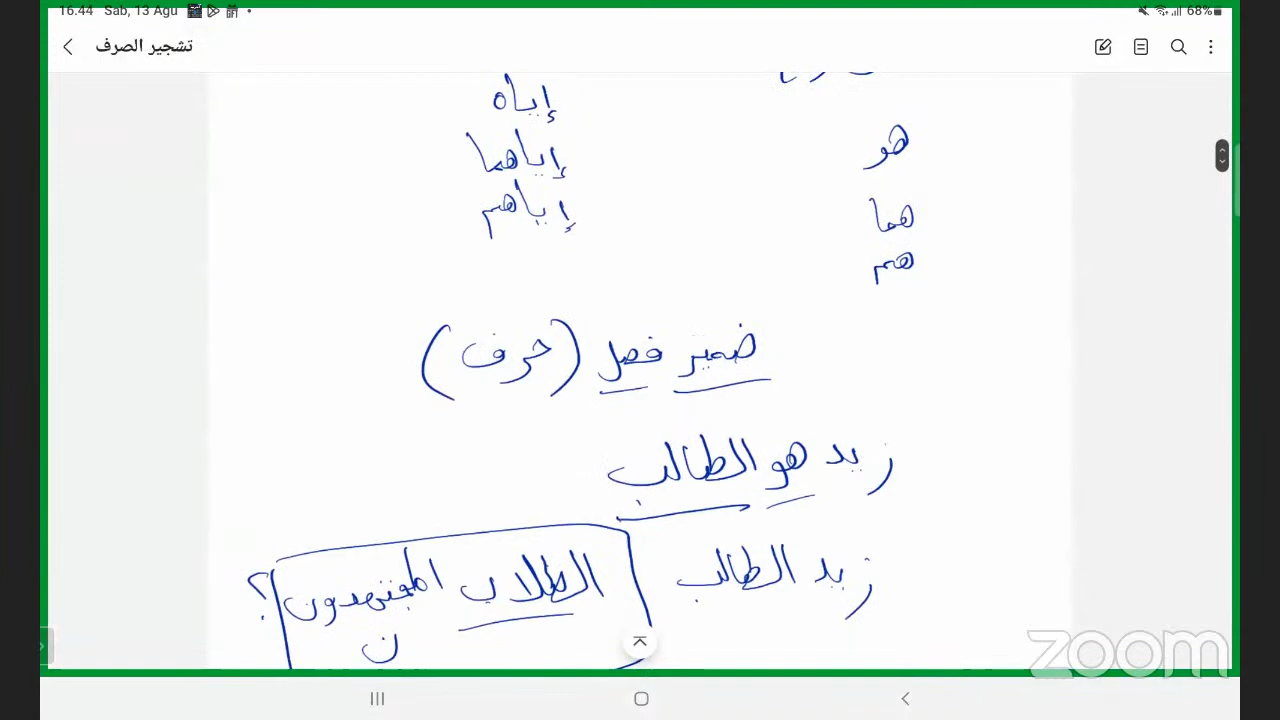 16.44 Sab, 13 Agu
68%
تشجير الصرف
إياه
هو
إياهما
هما
إياهم
هم
ضمير فصل (حرف)
زيد هو الطالب
زيد الطالب
الطلاب المجتهدون ؟
ن
zoom